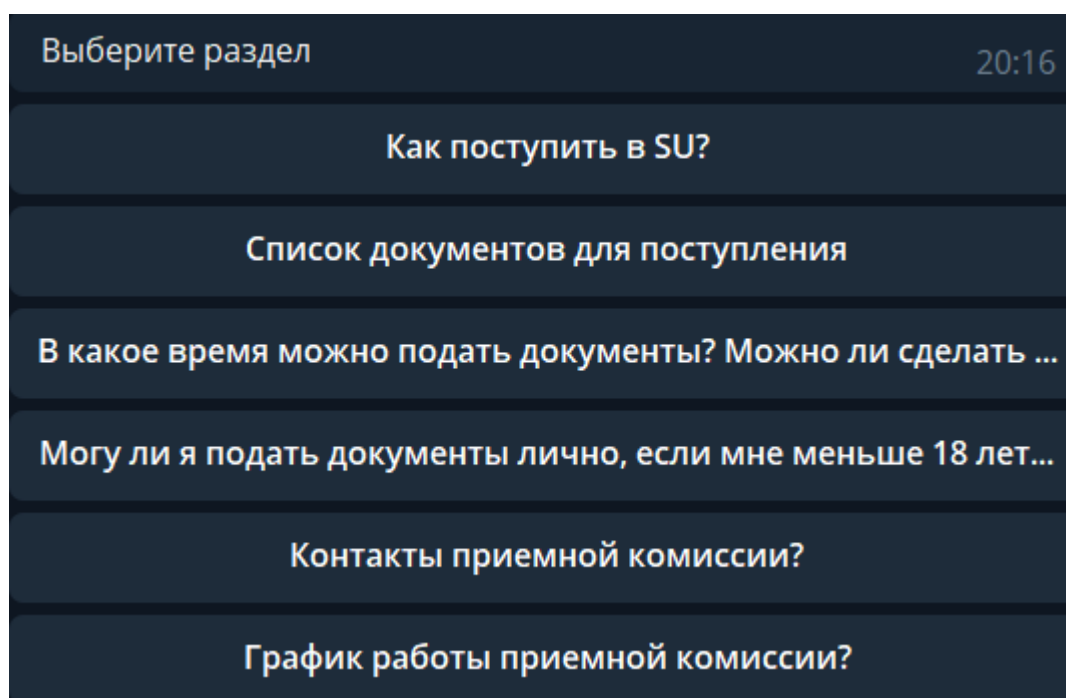 Выберите раздел
20:16
Как поступить в SU?
Список документов для поступления
В какое время можно подать документы? Можно ли сделать ...
Могу ли я подать документы лично, если мне меньше 18 лет...
Контакты приемной комиссии?
График работы приемной комиссии?